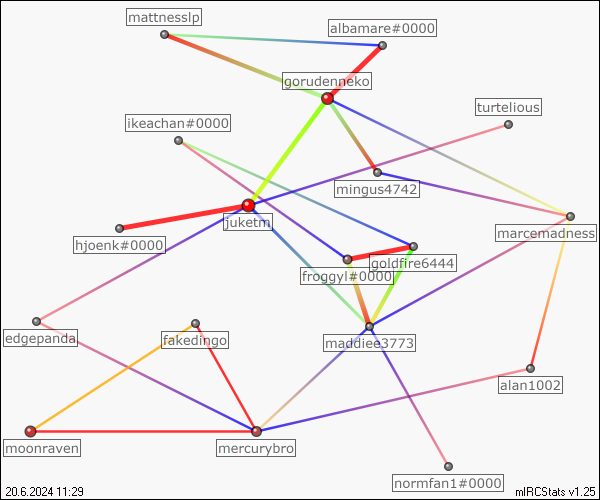 mattnesslp
albamare#0000
gorudenneko
turtelious
ikeachan#0000
mingus4742
juketm
marcemadness
hjoenk#0000
goldfire6444
froggyl#0000
edgepanda
fakedingo
maddiee3773
alan1002
moonraven
mercurybro
normfan1#0000
20.6.2024 11:29
mIRCStats v1.25